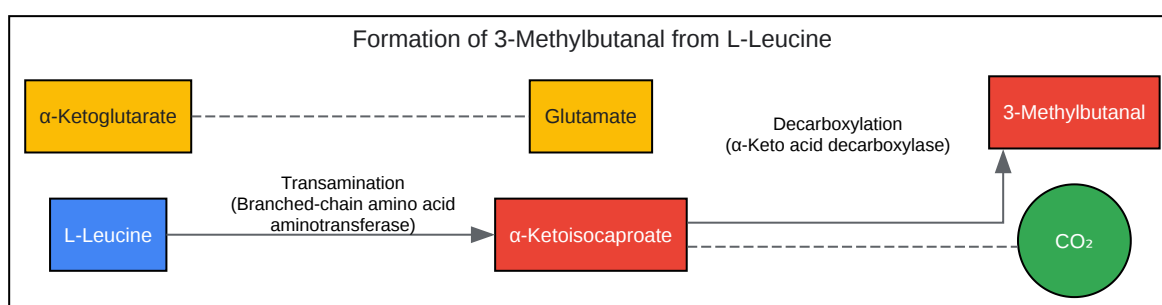 Formation of 3-Methylbutanal from L-Leucine
α-Ketoglutarate
Glutamate
Decarboxylation
(α-Keto acid decarboxylase)
3-Methylbutanal
L-Leucine
Transamination
(Branched-chain amino acid
aminotransferase)
α-Ketoisocaproate
CO₂